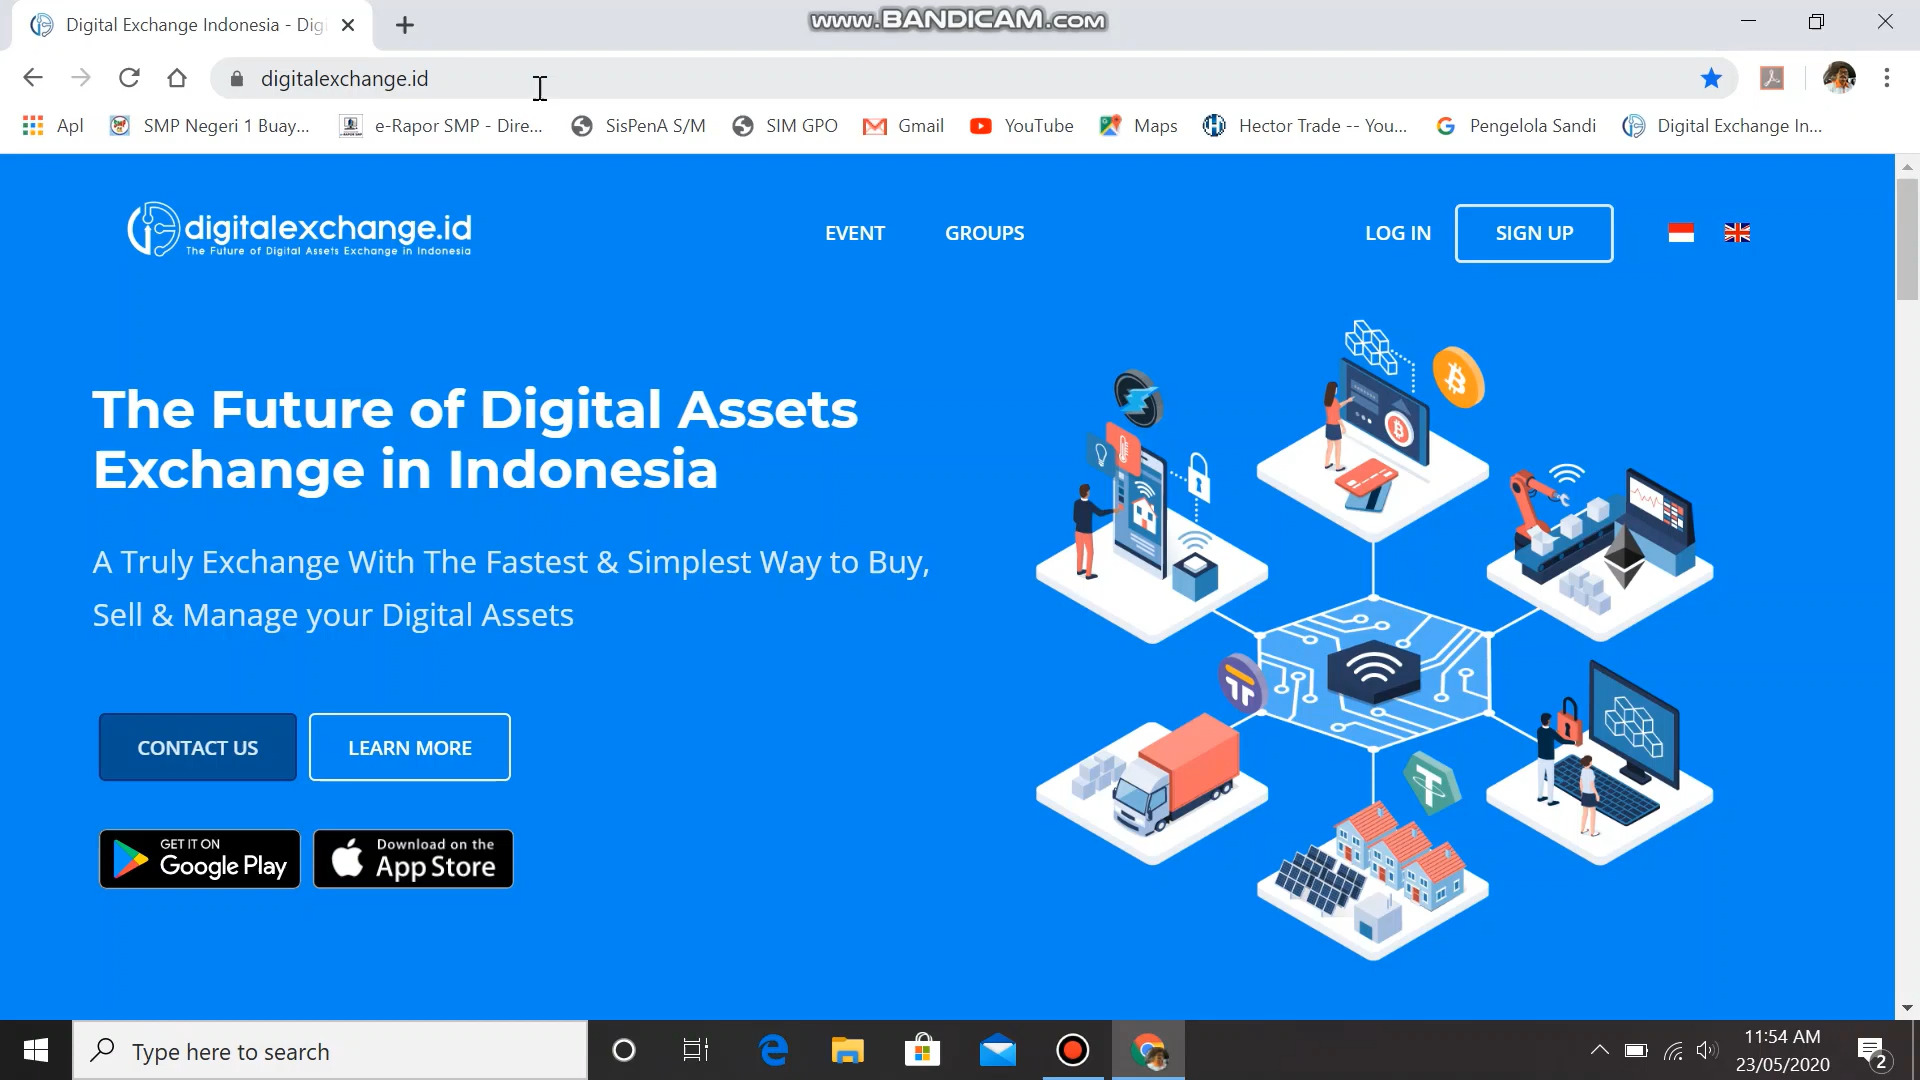 Digital Exchange Indonesia - Dig
www.BANDICAM.com
digitalexchange.id
Apl
SMP Negeri 1 Buay...
e-Rapor SMP - Dire...
SisPenA S/M
SIM GPO
Gmail
YouTube
Maps
Hector Trade -- You...
Pengelola Sandi
Digital Exchange In...
digitalexchange.id
The Future of Digital Assets Exchange in Indonesia
EVENT
GROUPS
LOG IN
SIGN UP
The Future of Digital Assets
Exchange in Indonesia
A Truly Exchange With The Fastest & Simplest Way to Buy,
Sell & Manage your Digital Assets
CONTACT US
LEARN MORE
GET IT ON
Google Play
Download on the
App Store
Type here to search
11:54 AM
23/05/2020
2